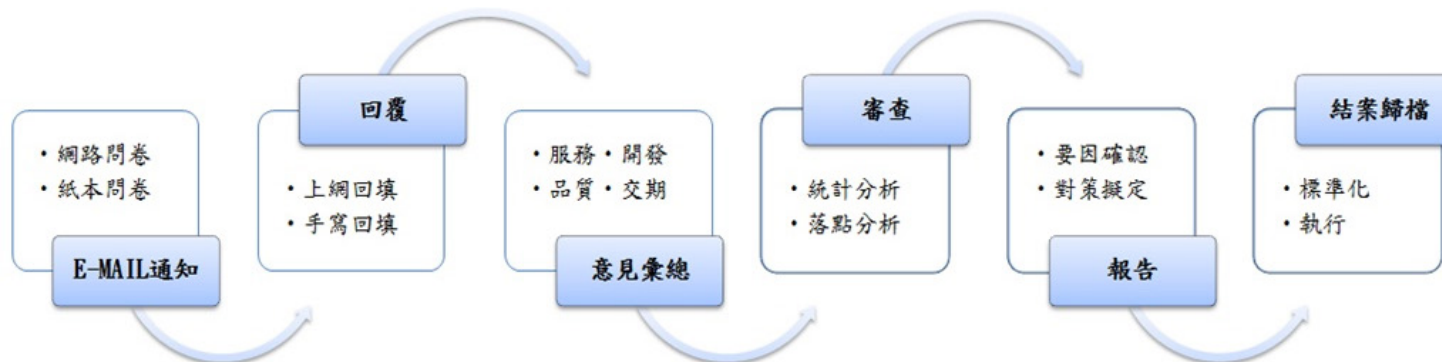 ・網路問卷
・紙本問卷
E-MAIL通知
回覆
・上網回填
・手寫回填
・服務・開發
・品質・交期
意見彙總
審查
・統計分析
・落點分析
・要因確認
・對策擬定
報告
結案歸檔
・標準化
・執行